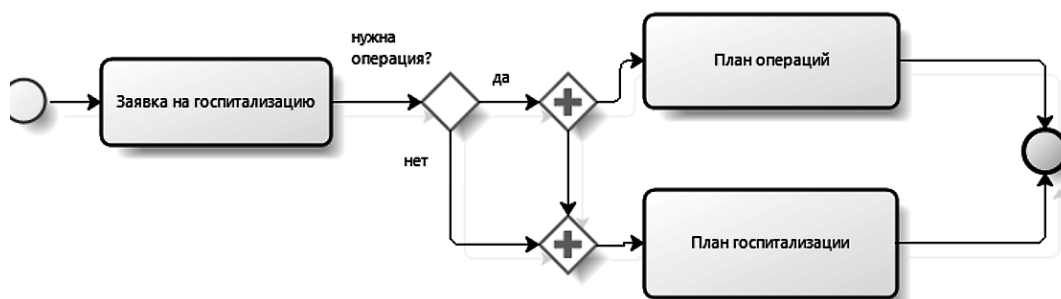 нужна
операция?
План операций
да
Заявка на госпитализацию
нет
План госпитализации